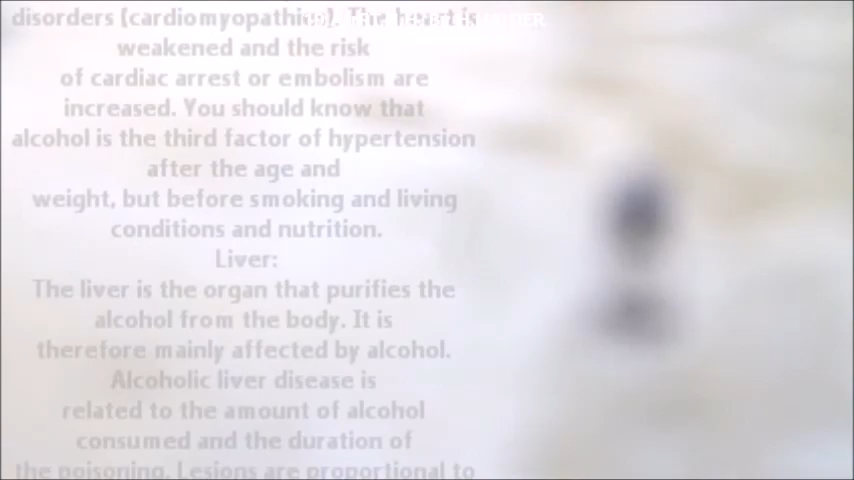 disorders (cardiomyopathies). The heart is
weakened and the risk
of cardiac arrest or embolism are
increased. You should know that
alcohol is the third factor of hypertension
after the age and
weight, but before smoking and living
conditions and nutrition.
Liver:
The liver is the organ that purifies the
alcohol from the body. It is
therefore mainly affected by alcohol.
Alcoholic liver disease is
related to the amount of alcohol
consumed and the duration of
the poisoning. Lesions are proportional to